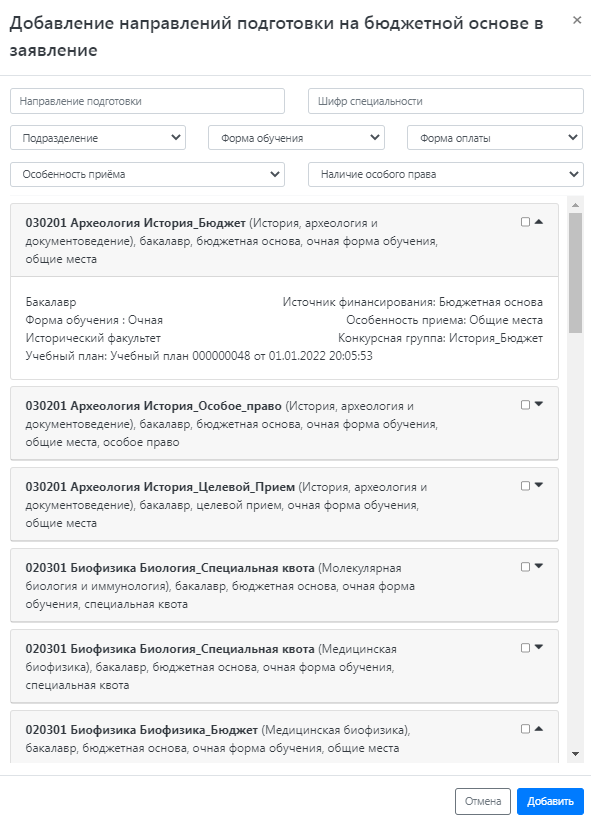 Добавление направлений подготовки на бюджетной основе в
заявление
×
Направление подготовки
Шифр специальности
Подразделение
Форма обучения
Форма оплаты
Особенность приёма
Наличие особого права
030201 Археология История_Бюджет (История, археология и
документоведение), бакалавр, бюджетная основа, очная форма обучения,
общие места
Бакалавр
Источник финансирования: Бюджетная основа
Форма обучения : Очная
Особенность приема: Общие места
Исторический факультет
Конкурсная группа: История_Бюджет
Учебный план: Учебный план 000000048 от 01.01.2022 20:05:53
030201 Археология История_Особое_право (История, археология и
документоведение), бакалавр, бюджетная основа, очная форма обучения,
общие места, особое право
030201 Археология История_Целевой_Прием (История, археология и
документоведение), бакалавр, целевой прием, очная форма обучения,
общие места
020301 Биофизика Биология_Специальная квота (Молекулярная
биология и иммунология), бакалавр, бюджетная основа, очная форма
обучения, специальная квота
020301 Биофизика Биология_Специальная квота (Медицинская
биофизика), бакалавр, бюджетная основа, очная форма обучения,
специальная квота
020301 Биофизика Биофизика_Бюджет (Медицинская биофизика),
бакалавр, бюджетная основа, очная форма обучения, общие места
Отмена
Добавить